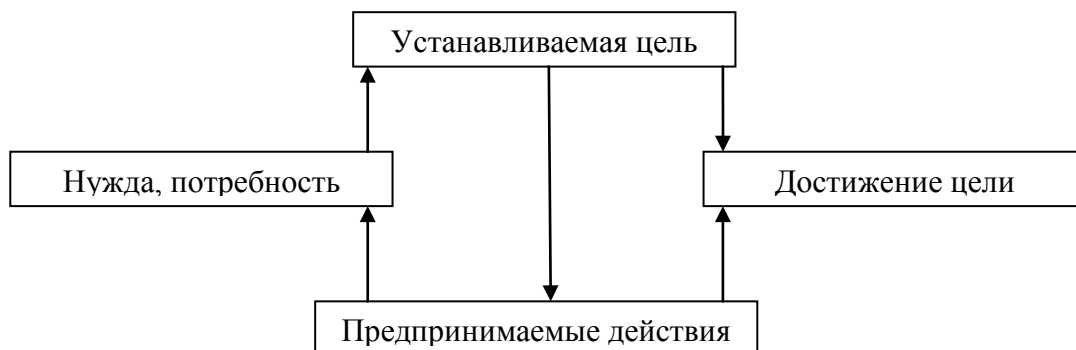 Устанавливаемая цель
Нужда, потребность
Достижение цели
Предпринимаемые действия